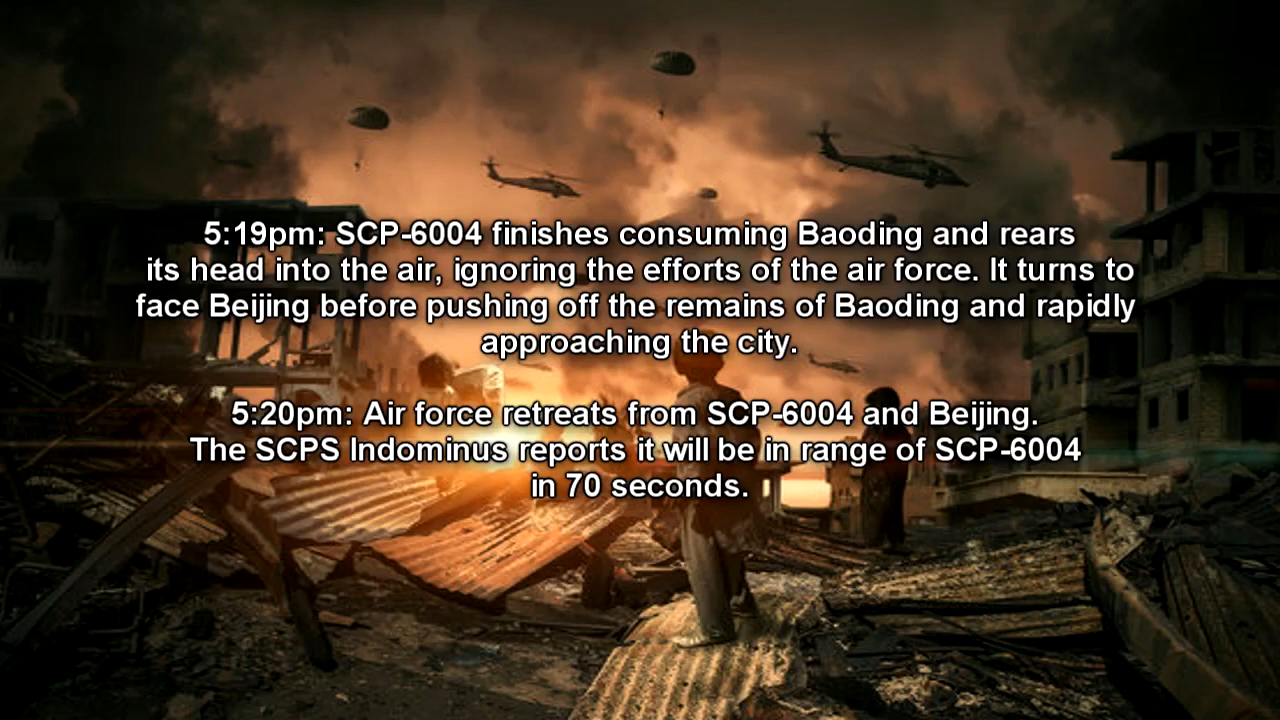 5:19pm: SCP-6004 finishes consuming Baoding and rears
its head into the air, ignoring the efforts of the air force. It turns to
face Beijing before pushing off the remains of Baoding and rapidly
approaching the city.
5:20pm: Air force retreats from SCP-6004 and Beijing.
The SCPS Indominus reports it will be in range of SCP-6004
in 70 seconds.